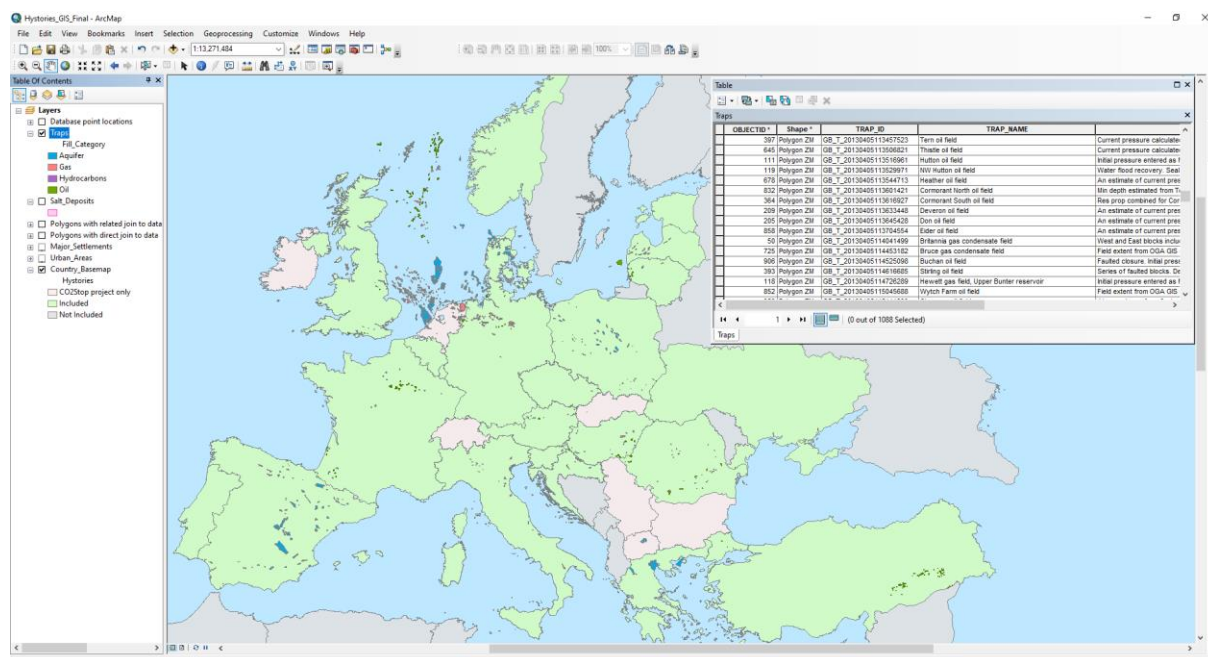 Hystories_GIS_Final - ArcMap
File Edit View Bookmarks Insert Selection Geoprocessing Customize Windows Help
1:13,271,484
100%
Table Of Contents
Layers
Database point locations
Traps
Fill_Category
Aquifer
Gas
Hydrocarbons
Oil
Salt_Deposits
Polygons with related join to data
Polygons with direct join to data
Major_Settlements
Urban_Areas
Country_Basemap
Hystories
CO2Stop project only
Included
Not Included
Table
Traps
OBJECTID * Shape * TRAP_ID TRAP_NAME
397 Polygon ZM GB_T_20130405113457523 Tern oil field Current pressure calculate
645 Polygon ZM GB_T_20130405113506821 Thistle oil field Current pressure calculate
111 Polygon ZM GB_T_20130405113516961 Hutton oil field Initial pressure entered as
119 Polygon ZM GB_T_20130405113529971 NW Hutton oil field Water flood recovery. Seal
678 Polygon ZM GB_T_20130405113544713 Heather oil field An estimate of current pres
832 Polygon ZM GB_T_20130405113601421 Cormorant North oil field Min depth estimated from
364 Polygon ZM GB_T_20130405113616927 Cormorant South oil field Res prop combined for Cor
209 Polygon ZM GB_T_20130405113633448 Deveron oil field An estimate of current pres
205 Polygon ZM GB_T_20130405113645428 Don oil field An estimate of current pres
858 Polygon ZM GB_T_20130405113704554 Eider oil field An estimate of current pres
50 Polygon ZM GB_T_20130405114041499 Britannia gas condensate field West and East blocks inclu
725 Polygon ZM GB_T_20130405114453182 Bruce gas condensate field Field extent from OGA GIS
906 Polygon ZM GB_T_20130405114525098 Buchan oil field Faulted closure. Initial press
393 Polygon ZM GB_T_20130405114616685 Stirling oil field Series of faulted blocks. De
118 Polygon ZM GB_T_20130405114726289 Hewett gas field, Upper Bunter reservoir Initial pressure entered as
852 Polygon ZM GB_T_20130405115045688 Wytch Farm oil field Field extent from OGA GIS
1 (0 out of 1088 Selected)
Traps